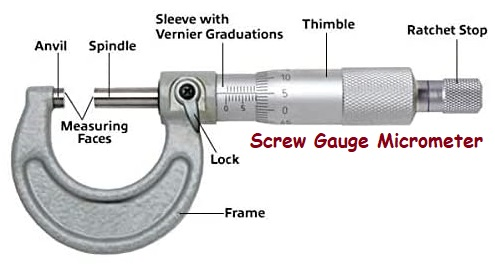 Sleeve with
Vernier Graduations
Thimble
Ratchet Stop
Anvil
Spindle
10
5
0
0 5
45
Measuring
Faces
Lock
Screw Gauge Micrometer
Frame